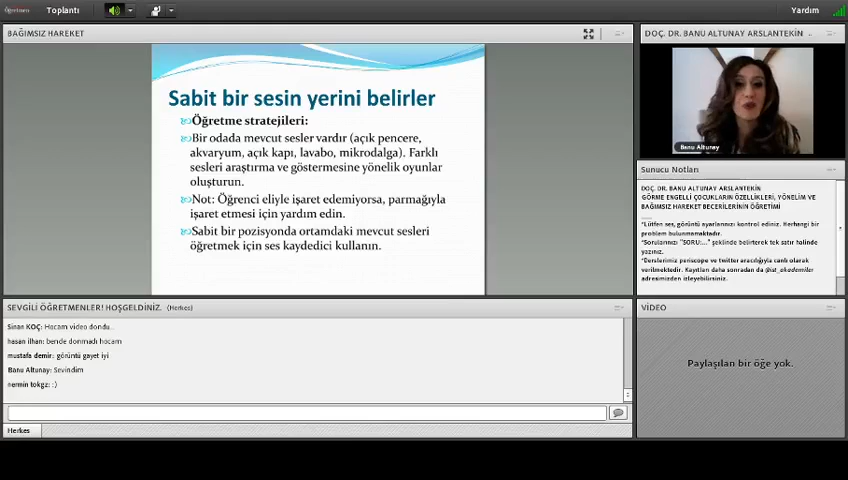 Öğretmen Toplantı Yardım
BAĞIMSIZ HAREKET
Sabit bir sesin yerini belirler
Öğretme stratejileri:
Bir odada mevcut sesler vardır (açık pencere,
akvaryum, açık kapı, lavabo, mikrodalga). Farklı
sesleri araştırma ve göstermesine yönelik oyunlar
oluşturun.
Not: Öğrenci eliyle işaret edemiyorsa, parmağıyla
işaret etmesi için yardım edin.
Sabit bir pozisyonda ortamdaki mevcut sesleri
öğretmek için ses kaydedici kullanın.
DOÇ. DR. BANU ALTUNAY ARSLANTEKİN ..
Banu Altunay
Sunucu Notları
DOÇ. DR. BANU ALTUNAY ARSLANTEKİN
GÖRME ENGELLİ ÇOCUKLARIN ÖZELLİKLERİ, YÖNELİM VE
BAĞIMSIZ HAREKET BECERİLERİNİN ÖĞRETİMİ
*Lütfen ses, görüntü ayarlarınızı kontrol ediniz. Herhangi bir
problem bulunmamaktadır.
*Sorularınızı "SORU:..." şeklinde belirterek tek satır halinde
yazınız.
*Derslerimiz periscope ve twitter aracılığıyla canlı olarak
verilmektedir. Kayıtları daha sonradan da @ist_akademiler
adresimizden izleyebilirsiniz.
SEVGİLİ ÖĞRETMENLER! HOŞGELDİNİZ. (Herkes)
Sinan KOÇ: Hocam video dondu..
hasan ilhan: bende donmadı hocam
mustafa demir: görüntü gayet iyi
Banu Altunay: Sevindim
nermin tokgz: :)
Herkes
VİDEO
Paylaşılan bir öğe yok.